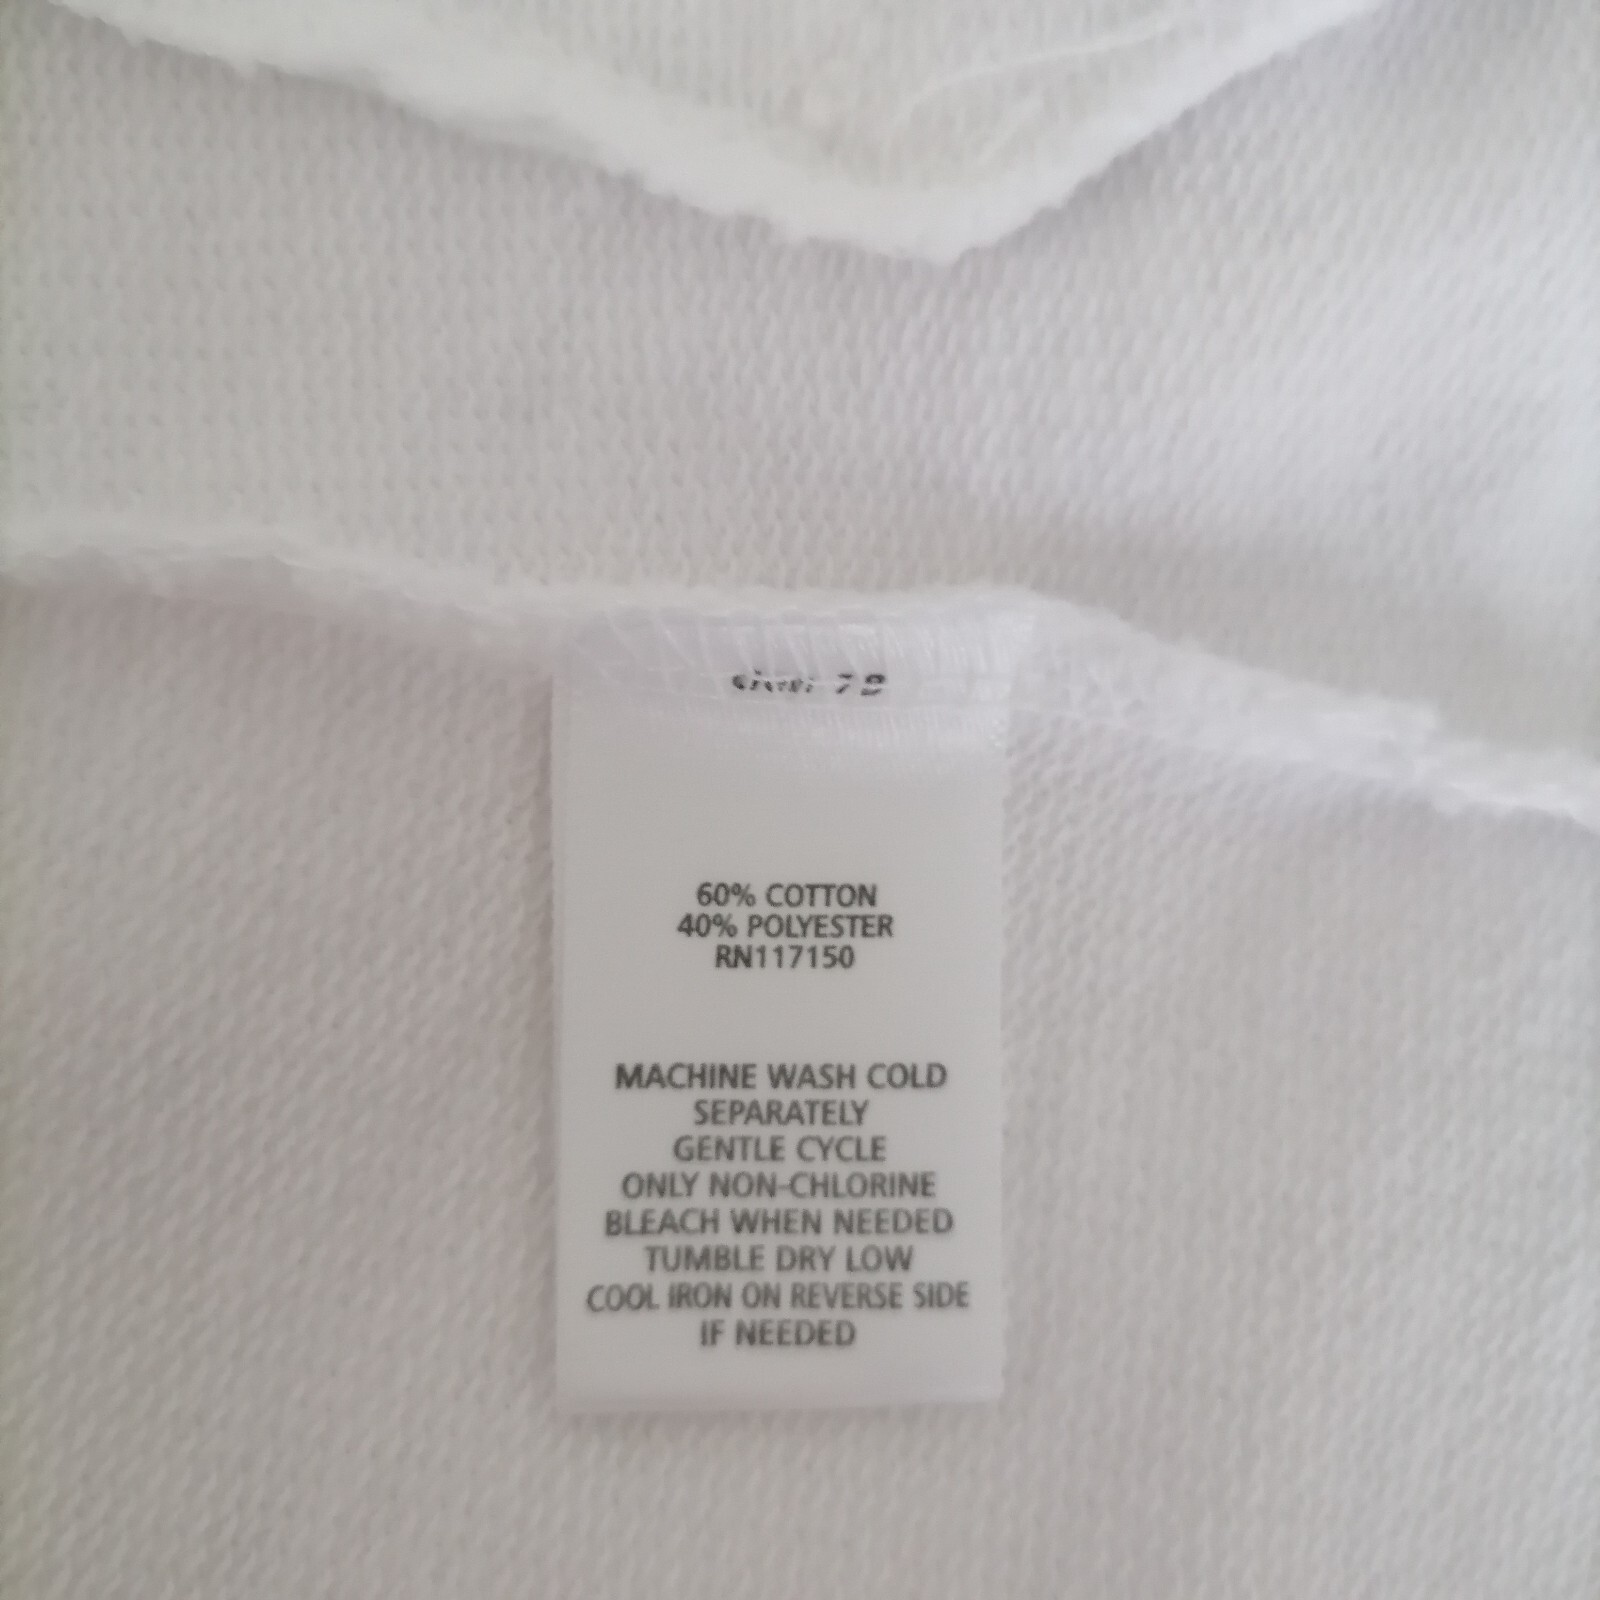 60% COTTON
40% POLYESTER
RN117150
MACHINE WASH COLD
SEPARATELY
GENTLE CYCLE
ONLY NON-CHLORINE
BLEACH WHEN NEEDED
TUMBLE DRY LOW
COOL IRON ON REVERSE SIDE
IF NEEDED